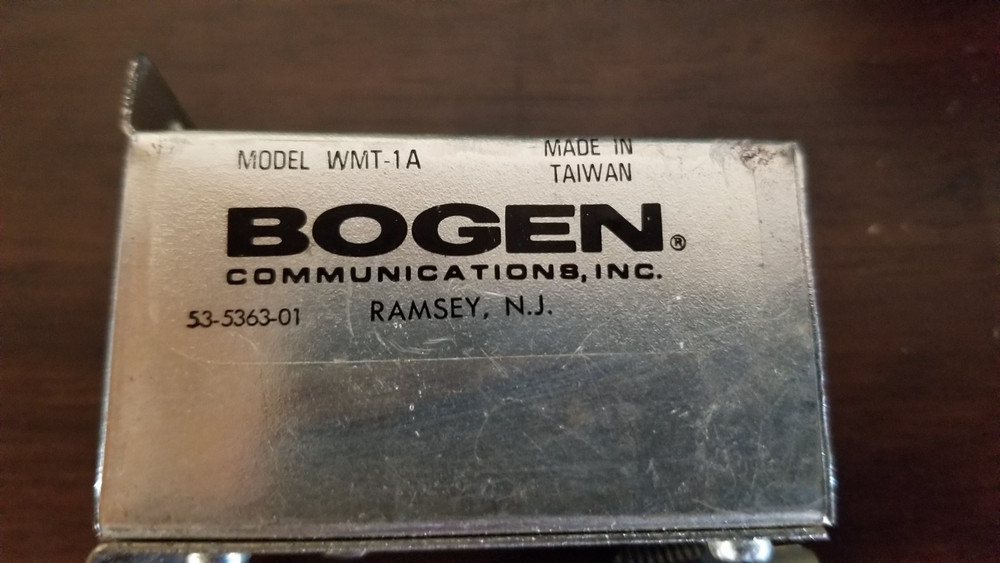 MODEL WMT-1A
MADE IN
TAIWAN
BOGEN®
COMMUNICATIONS, INC.
53-5363-01 RAMSEY, N.J.